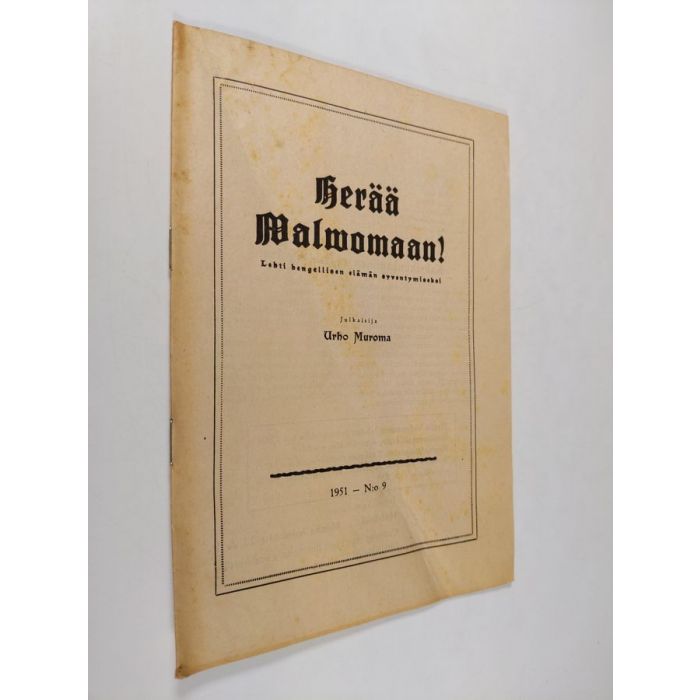 Herää
Walwomaan!
Lehti hengellisen elämän syventymiseksi
Julkaisija
Urho Muroma
1951 — N:o 9